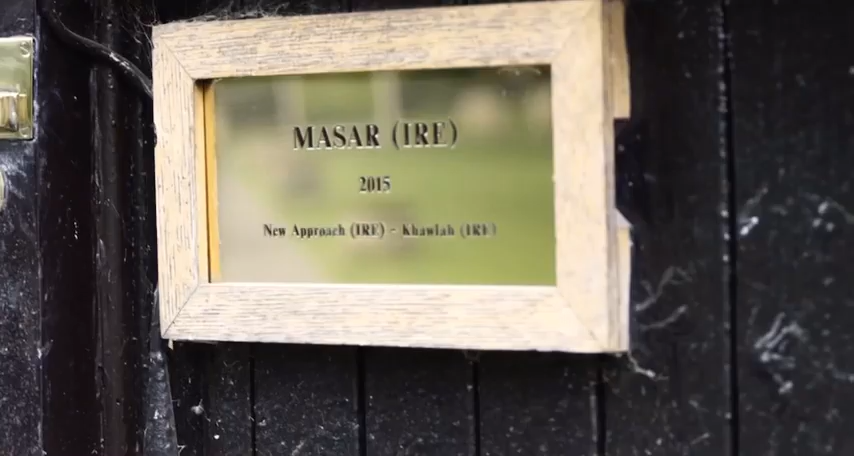 MASAR (IRE)
2015
New Approach (IRE) - Khawlah (IRE)